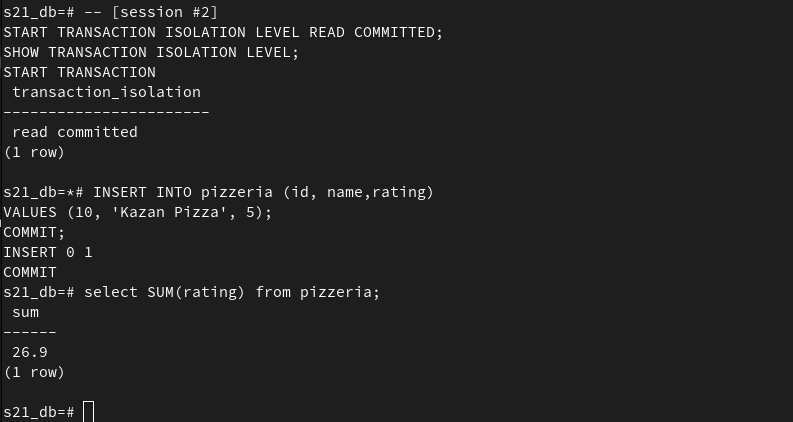 s21_db=# -- [session #2]
START TRANSACTION ISOLATION LEVEL READ COMMITTED;
SHOW TRANSACTION ISOLATION LEVEL;
START TRANSACTION
 transaction_isolation
-----------------------
 read committed
(1 row)

s21_db=*# INSERT INTO pizzeria (id, name,rating)
VALUES (10, 'Kazan Pizza', 5);
COMMIT;
INSERT 0 1
COMMIT
s21_db=# select SUM(rating) from pizzeria;
 sum
------
 26.9
(1 row)

s21_db=#